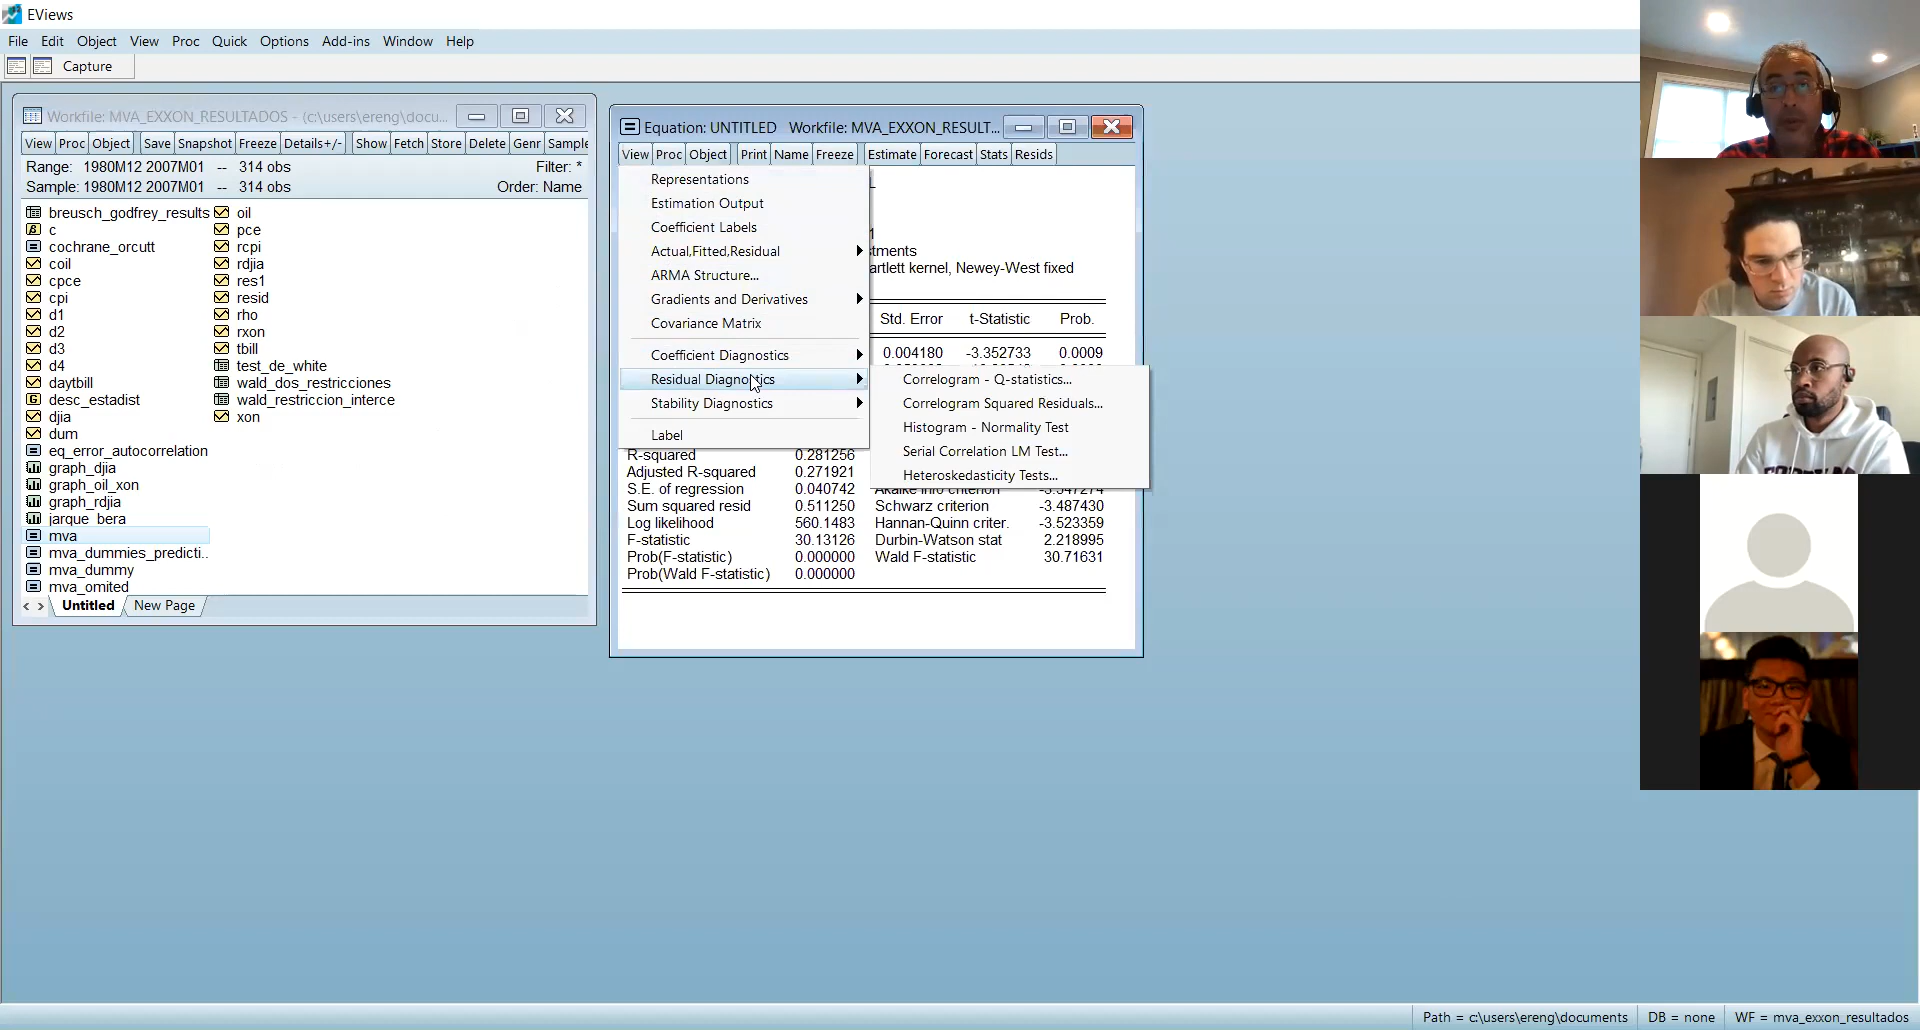 EViews
File Edit Object View Proc Quick Options Add-ins Window Help
Capture
Workfile: MVA_EXXON_RESULTADOS - (c:\users\ereng\docu...
View Proc Object Save Snapshot Freeze Details+/- Show Fetch Store Delete Genr Sample
Range: 1980M12 2007M01 -- 314 obs Filter: *
Sample: 1980M12 2007M01 -- 314 obs Order: Name
breusch_godfrey_results oil
c pce
cochrane_orcutt rcpi
coil rdjia
cpce res1
cpi resid
d1 rho
d2 rxon
d3 tbill
d4 test_de_white
daytbill wald_dos_restricciones
desc_estadist wald_restriccion_interce
djia xon
dum
eq_error_autocorrelation
graph_djia
graph_oil_xon
graph_rdjia
jarque_bera
mva
mva_dummies_predicti..
mva_dummy
mva_omited
Untitled New Page
Equation: UNTITLED Workfile: MVA_EXXON_RESULT...
View Proc Object Print Name Freeze Estimate Forecast Stats Resids
Representations
Estimation Output
Coefficient Labels
Actual,Fitted,Residual
ARMA Structure...
Gradients and Derivatives
Covariance Matrix
Coefficient Diagnostics
Residual Diagnostics
Stability Diagnostics
Label
L
1
stments
artlett kernel, Newey-West fixed
Std. Error t-Statistic Prob.
0.004180 -3.352733 0.0009
Correlogram - Q-statistics...
Correlogram Squared Residuals...
Histogram - Normality Test
Serial Correlation LM Test...
Heteroskedasticity Tests...
R-squared 0.281256
Adjusted R-squared 0.271921
S.E. of regression 0.040742 Akaike info criterion -3.547274
Sum squared resid 0.511250 Schwarz criterion -3.487430
Log likelihood 560.1483 Hannan-Quinn criter. -3.523359
F-statistic 30.13126 Durbin-Watson stat 2.218995
Prob(F-statistic) 0.000000 Wald F-statistic 30.71631
Prob(Wald F-statistic) 0.000000
Path = c:\users\ereng\documents DB = none WF = mva_exxon_resultados